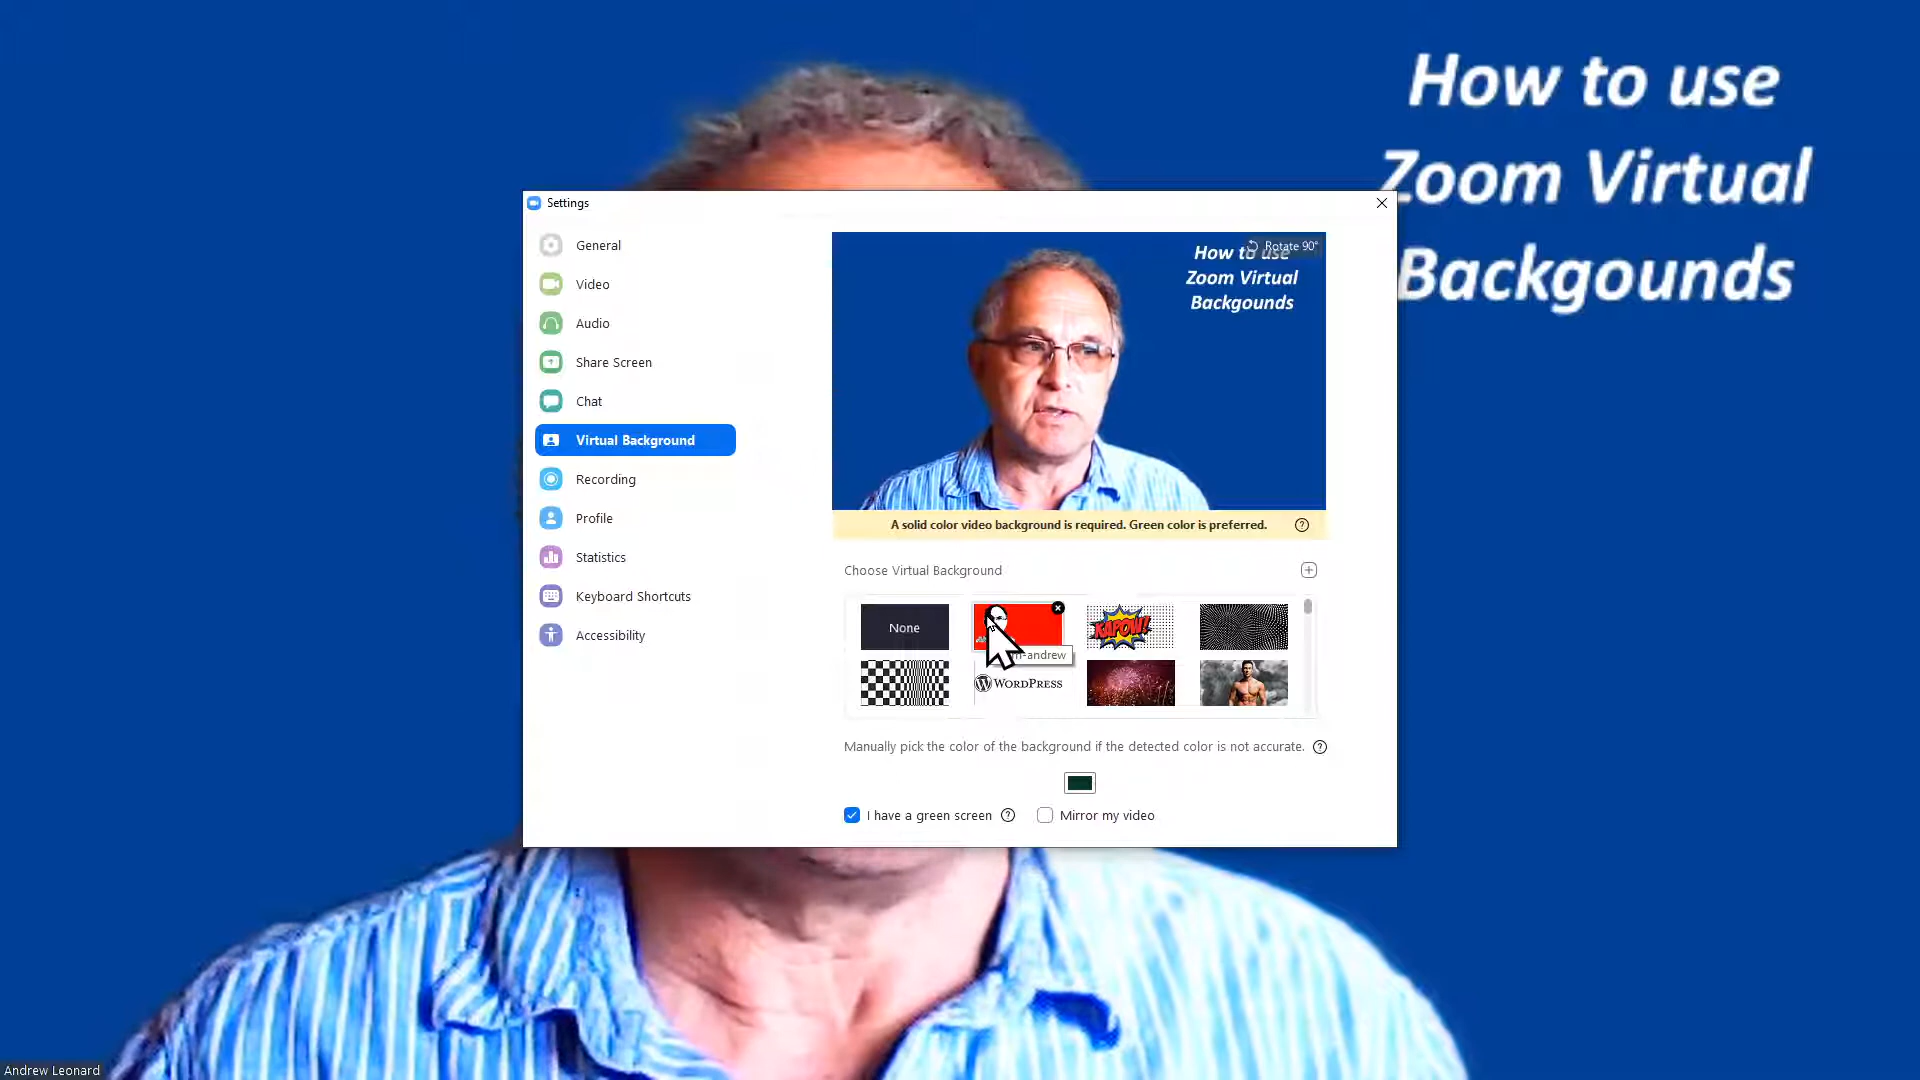 How to use
Zoom Virtual
Backgounds
Settings
General
Video
Audio
Share Screen
Chat
Virtual Background
Recording
Profile
Statistics
Keyboard Shortcuts
Accessibility
Rotate 90°
How to use
Zoom Virtual
Backgounds
A solid color video background is required. Green color is preferred.
Choose Virtual Background
None
KAPOW!
-andrew
WORDPRESS
Manually pick the color of the background if the detected color is not accurate.
I have a green screen
Mirror my video
Andrew Leonard